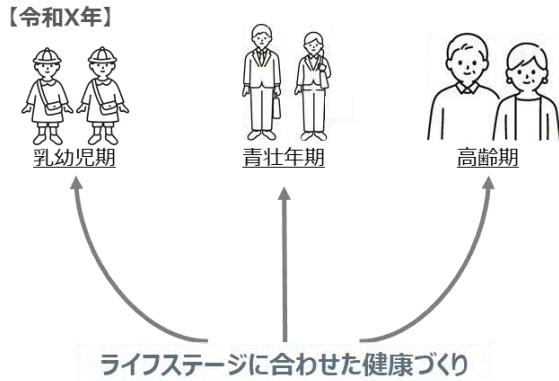 【令和X年】
乳幼児期
青壮年期
高齢期
ライフステージに合わせた健康づくり